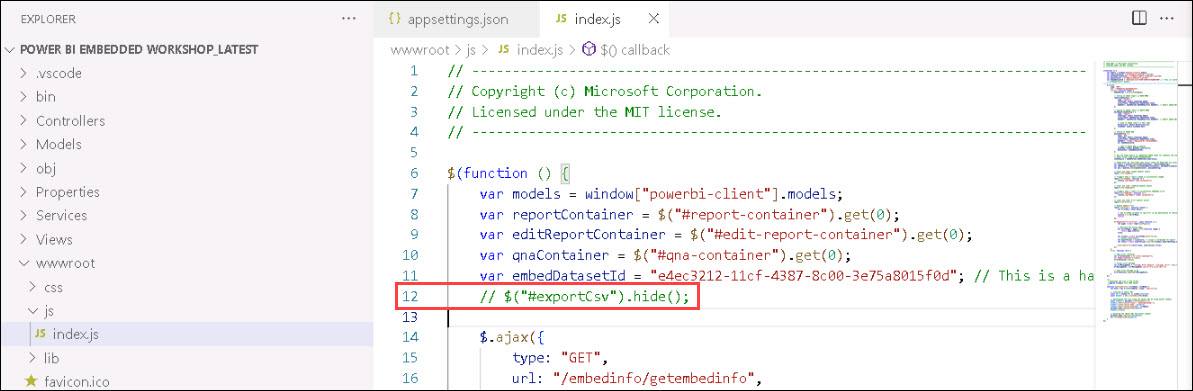 EXPLORER
POWER BI EMBEDDED WORKSHOP_LATEST
.vscode
bin
Controllers
Models
obj
Properties
Services
Views
wwwroot
css
js
JS index.js
lib
favicon.ico
{ } appsettings.json
JS index.js
wwwroot > js > JS index.js > $() callback
1 // ---------------------------------------------------------------------------
2 // Copyright (c) Microsoft Corporation.
3 // Licensed under the MIT license.
4 // ---------------------------------------------------------------------------
5
6 $(function () {
7 var models = window["powerbi-client"].models;
8 var reportContainer = $("#report-container").get(0);
9 var editReportContainer = $("#edit-report-container").get(0);
10 var qnaContainer = $("#qna-container").get(0);
11 var embedDatasetId = "e4ec3212-11cf-4387-8c00-3e75a8015f0d"; // This is a ha
12 // $("#exportCsv").hide();
13
14 $.ajax({
15 type: "GET",
16 url: "/embedinfo/getembedinfo",